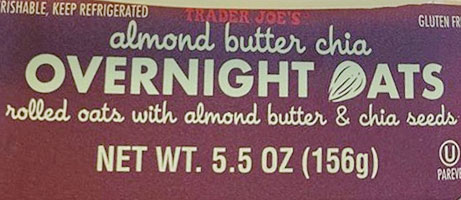 RISHABLE, KEEP REFRIGERATED
TRADER JOE'S
GLUTEN FR
almond butter chia
OVERNIGHT OATS
rolled oats with almond butter & chia seeds
NET WT. 5.5 OZ (156g)
U
PAREVE